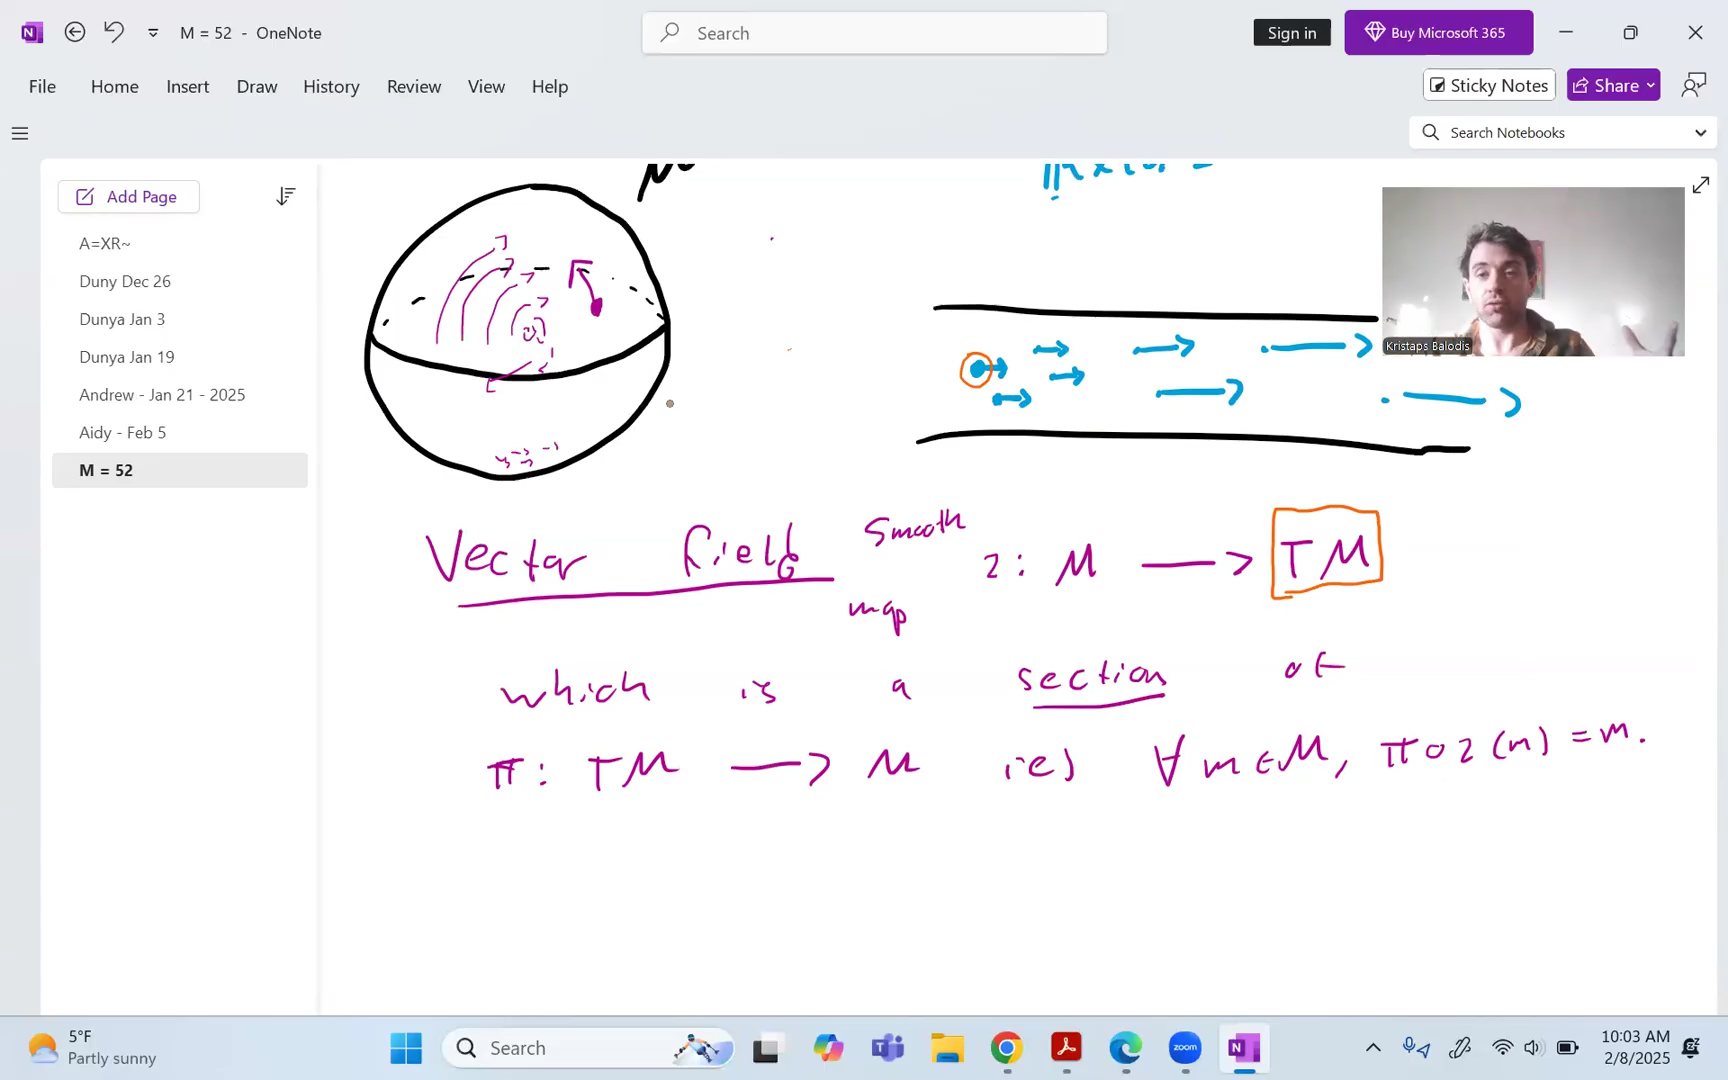 M = 52 - OneNote
Search
Sign in
Buy Microsoft 365
File Home Insert Draw History Review View Help
Sticky Notes
Share
Search Notebooks
Add Page
A=XR~
Duny Dec 26
Dunya Jan 3
Dunya Jan 19
Andrew - Jan 21 - 2025
Aidy - Feb 5
M = 52
Kristaps Balodis
Vector field smooth map 2: M → TM
which is a section of
π: TM → M ie) ∀ m ∈ M, π ∘ 2 (m) = m.
5°F
Partly sunny
Search
zoom
10:03 AM
2/8/2025